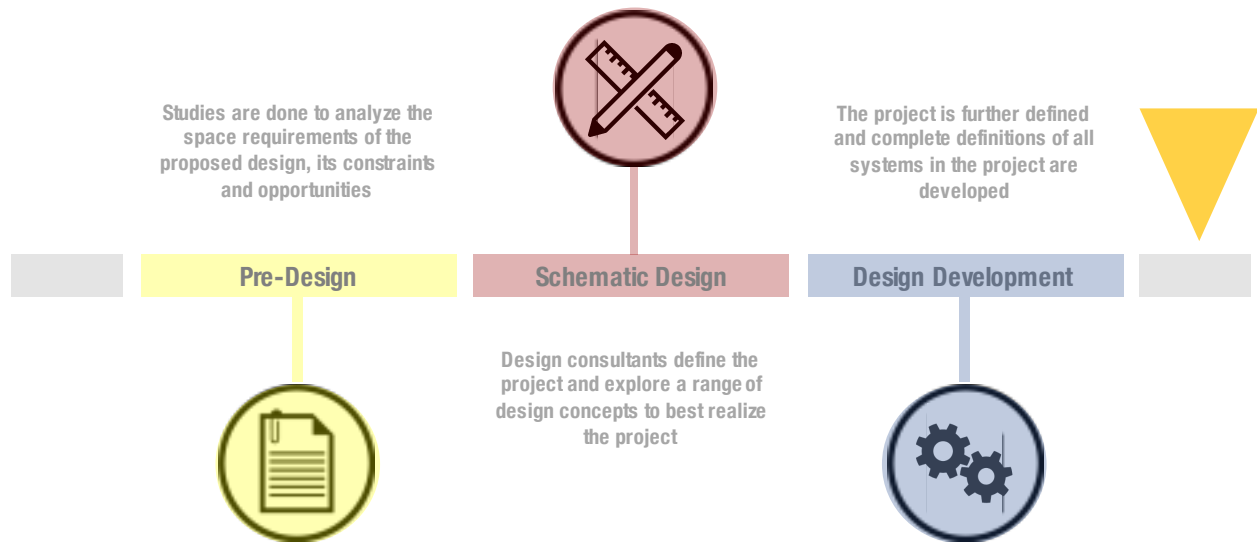 Studies are done to analyze the
space requirements of the
proposed design, its constraints
and opportunities
The project is further defined
and complete definitions of all
systems in the project are
developed
Pre-Design
Schematic Design
Design Development
Design consultants define the
project and explore a range of
design concepts to best realize
the project